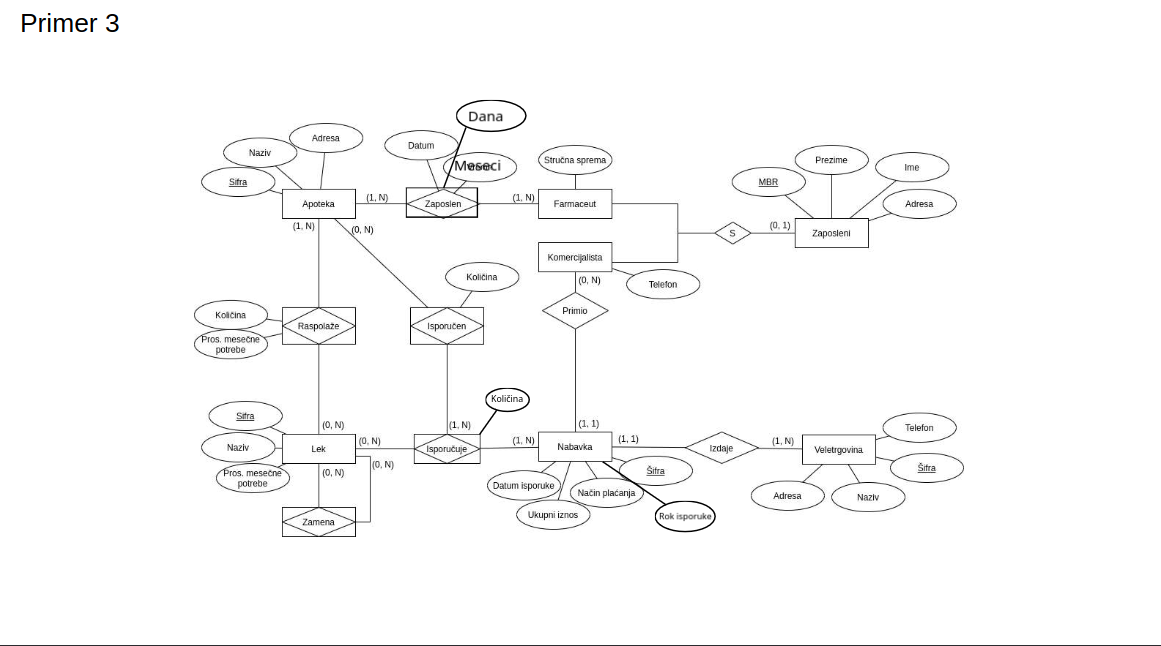 Primer 3
Dana
Adresa
Datum
Naziv
Meseci
Stručna sprema
Prezime
Ime
Sifra
MBR
Adresa
Apoteka
(1, N)
Zaposlen
(1, N)
Farmaceut
(1, N)
(0, N)
S
(0, 1)
Zaposleni
Komercijalista
Količina
(0, N)
Telefon
Količina
Raspolaže
Isporučen
Primio
Pros. mesečne
potrebe
Količina
Sifra
(0, N)
(1, N)
(1, 1)
Telefon
Naziv
Lek
(0, N)
Isporučuje
(1, N)
Nabavka
(1, 1)
Izdaje
(1, N)
Veletrgovina
(0, N)
Pros. mesečne
potrebe
(0, N)
Šifra
Šifra
Datum isporuke
Način plaćanja
Adresa
Naziv
Ukupni iznos
Rok isporuke
Zamena